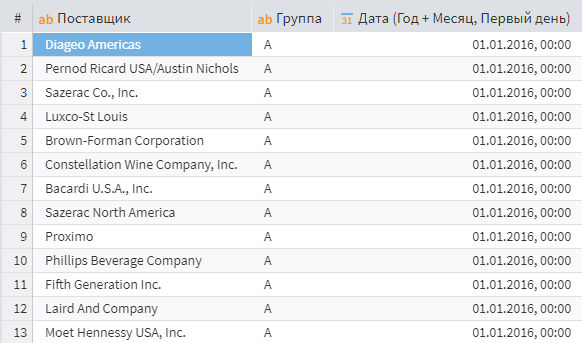 # ab Поставщик ab Группа 31 Дата (Год + Месяц, Первый день)
1 Diageo Americas A 01.01.2016, 00:00
2 Pernod Ricard USA/Austin Nichols A 01.01.2016, 00:00
3 Sazerac Co., Inc. A 01.01.2016, 00:00
4 Luxco-St Louis A 01.01.2016, 00:00
5 Brown-Forman Corporation A 01.01.2016, 00:00
6 Constellation Wine Company, Inc. A 01.01.2016, 00:00
7 Bacardi U.S.A., Inc. A 01.01.2016, 00:00
8 Sazerac North America A 01.01.2016, 00:00
9 Proximo A 01.01.2016, 00:00
10 Phillips Beverage Company A 01.01.2016, 00:00
11 Fifth Generation Inc. A 01.01.2016, 00:00
12 Laird And Company A 01.01.2016, 00:00
13 Moet Hennessy USA, Inc. A 01.01.2016, 00:00